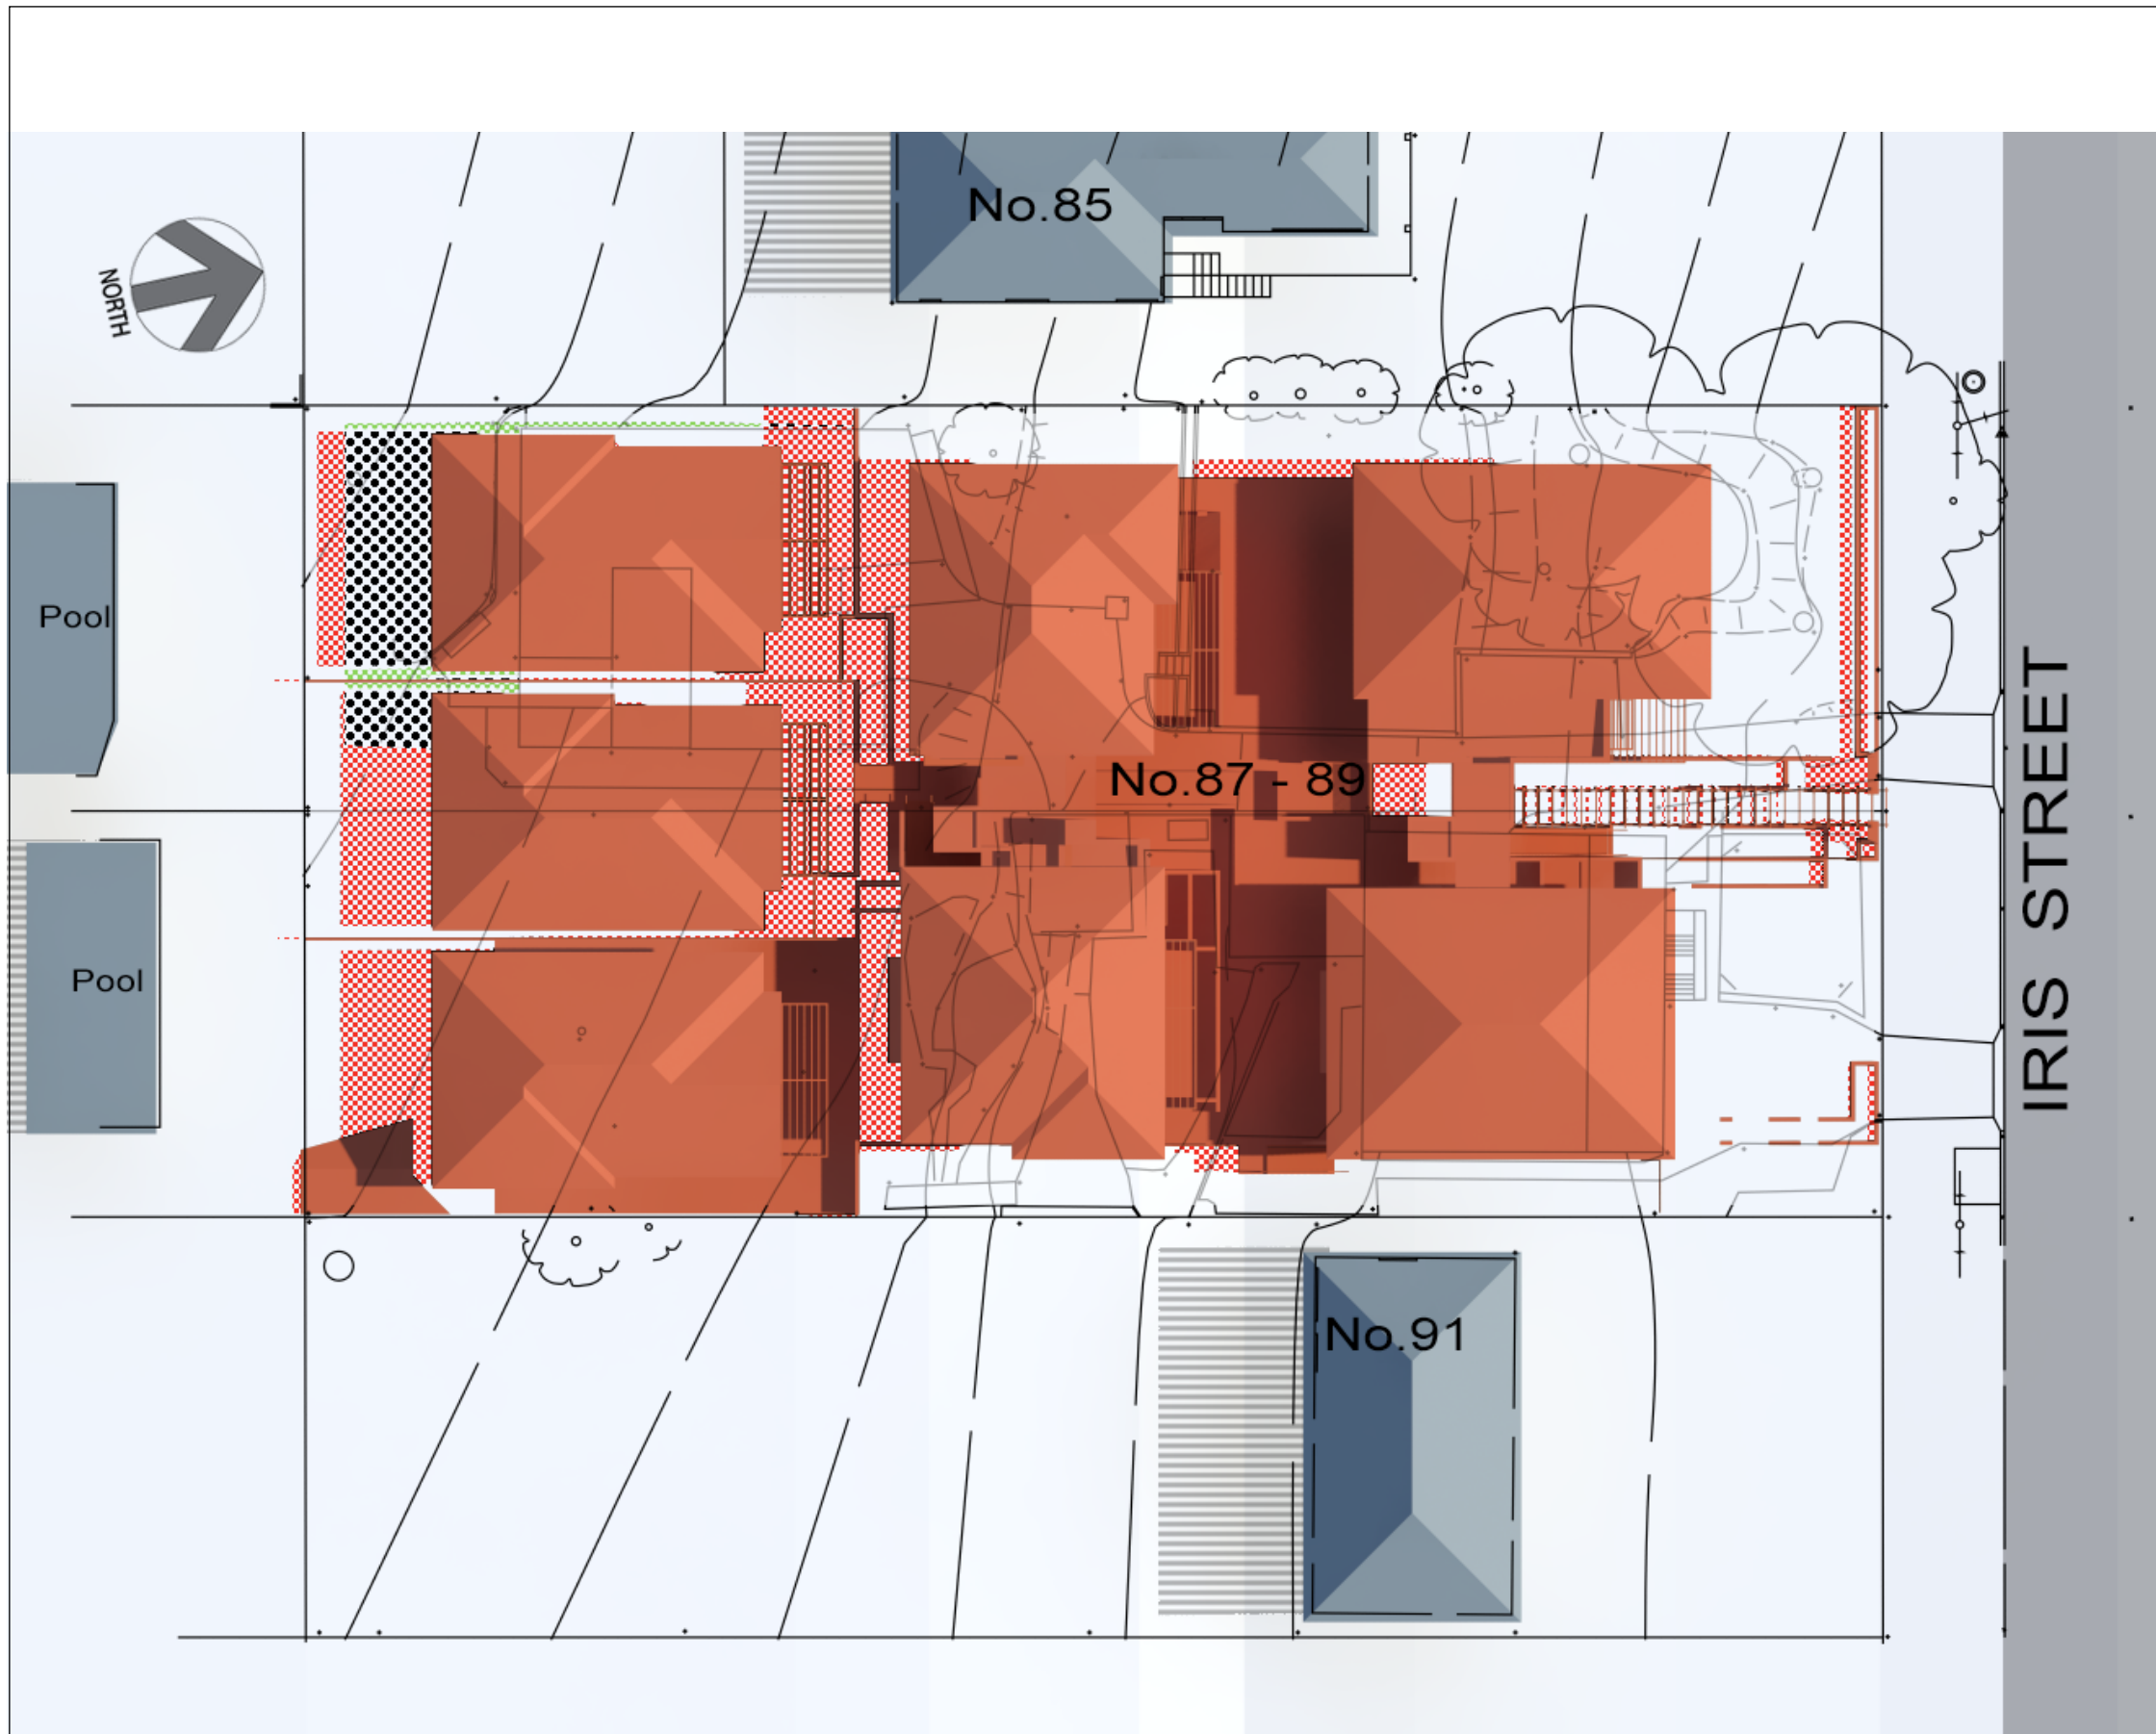 No.85
NORTH
Pool
No.87 - 89
IRIS STREET
Pool
No.91